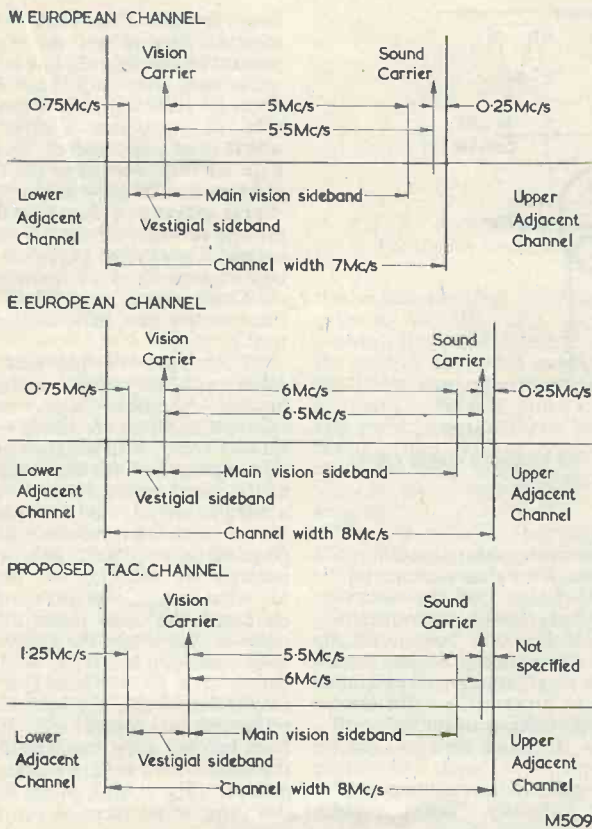 W. EUROPEAN CHANNEL
Vision Carrier
Sound Carrier
0·75Mc/s
5Mc/s
0·25Mc/s
5·5Mc/s
Lower Adjacent Channel
Main vision sideband
Upper Adjacent Channel
Vestigial sideband
Channel width 7Mc/s
E. EUROPEAN CHANNEL
Vision Carrier
Sound Carrier
0·75Mc/s
6Mc/s
0·25Mc/s
6·5Mc/s
Lower Adjacent Channel
Main vision sideband
Upper Adjacent Channel
Vestigial sideband
Channel width 8Mc/s
PROPOSED T.A.C. CHANNEL
Vision Carrier
Sound Carrier
1·25Mc/s
5·5Mc/s
Not specified
6Mc/s
Lower Adjacent Channel
Main vision sideband
Upper Adjacent Channel
Vestigial sideband
Channel width 8Mc/s
M509